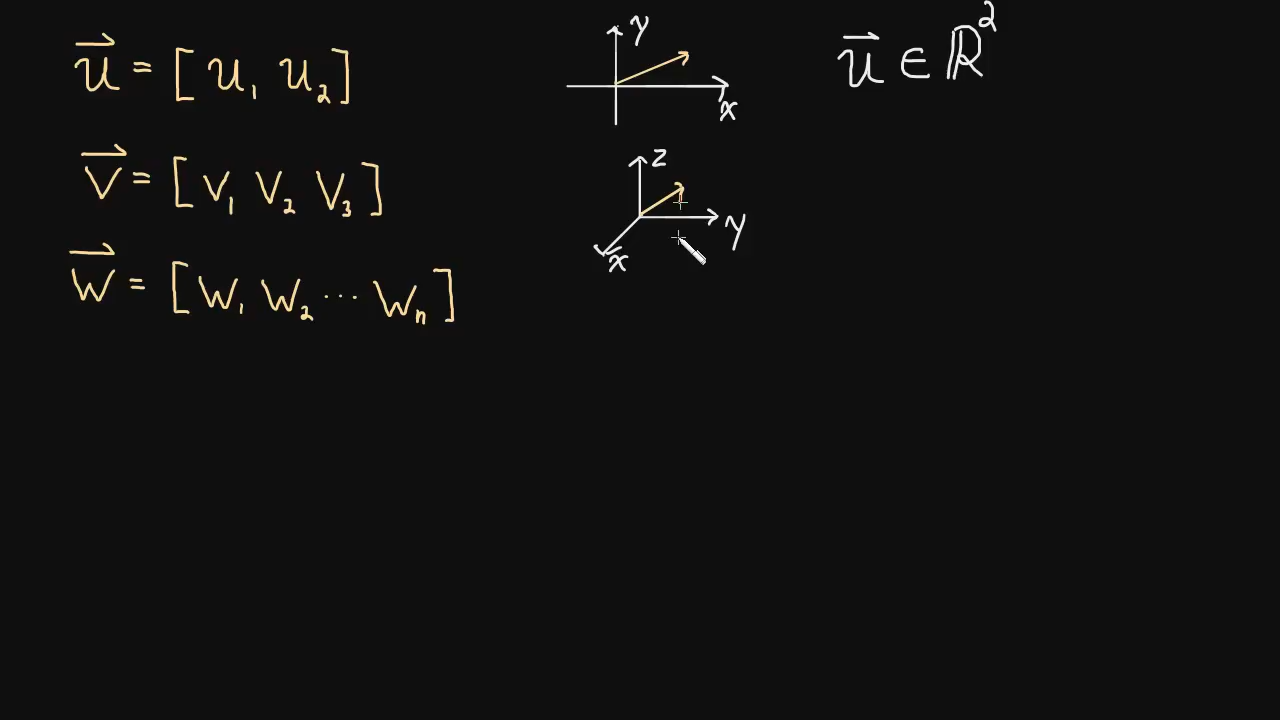 u⃗ = [ u₁ u₂ ]
y
x
u⃗ ∈ ℝ²
v⃗ = [ v₁ v₂ v₃ ]
z
y
x
w⃗ = [ w₁ w₂ ⋯ wₙ ]